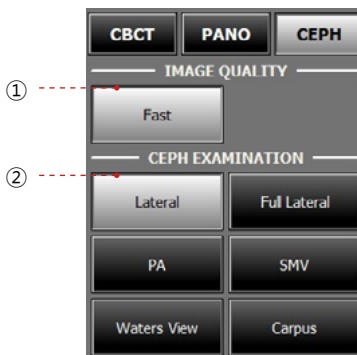 CBCT PANO CEPH
IMAGE QUALITY
①
Fast
CEPH EXAMINATION
②
Lateral Full Lateral
PA SMV
Waters View Carpus